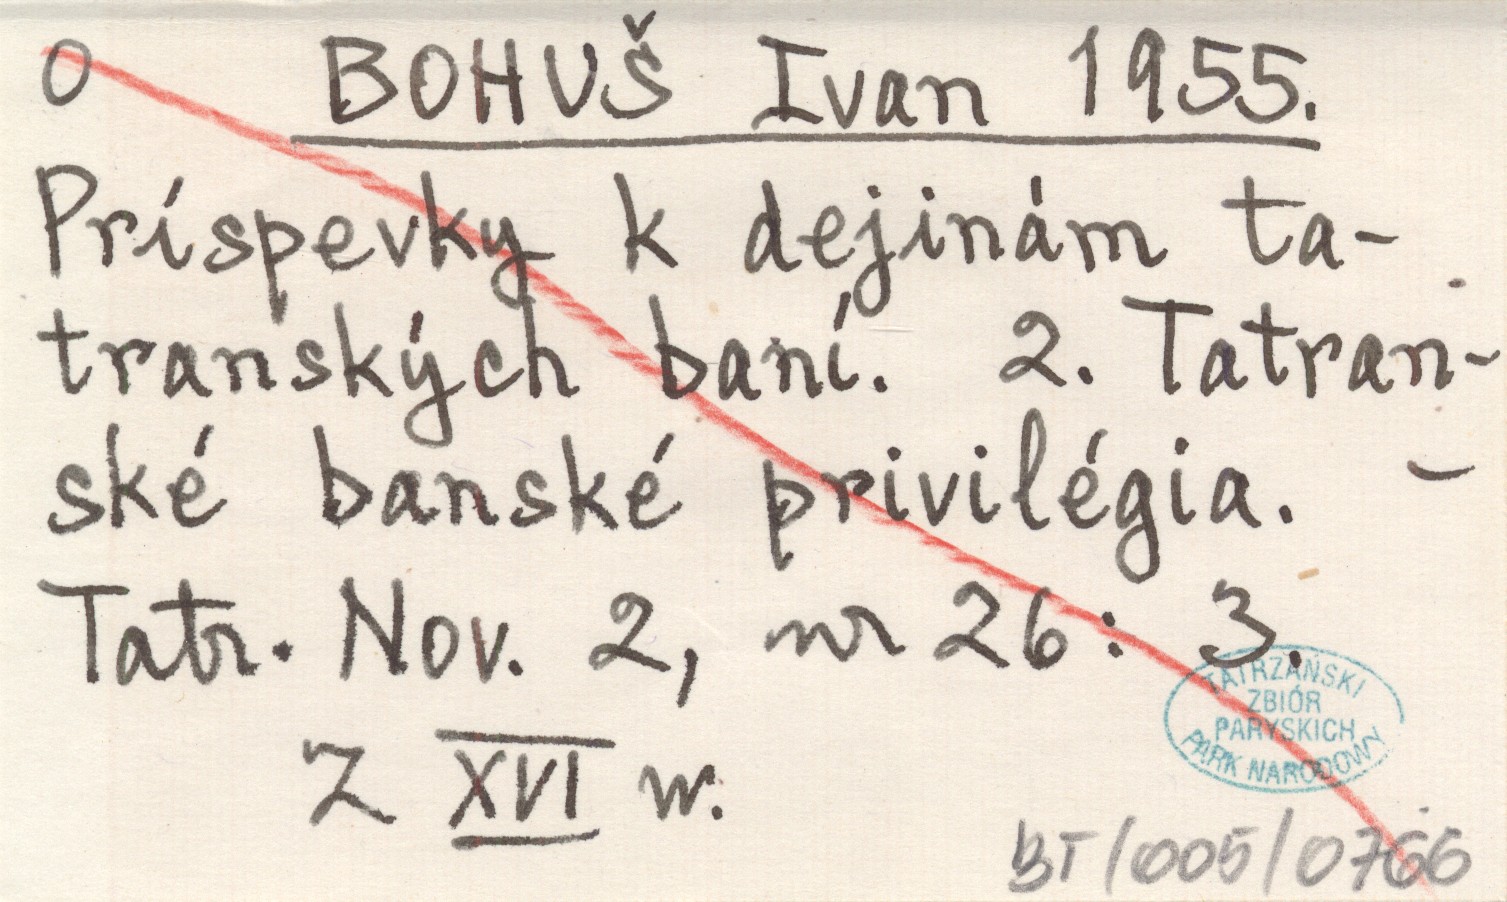 O BOHUŠ Ivan 1955.
Príspevky k dejinám ta-
tranských baní. 2. Tatran-
ské banské privilégia. -
Tatr. Nov. 2, nr 26: 3.
Z XVI w.
TATRZAŃSKI
ZBIÓR
PARYSKICH
PARK NARODOWY
BT/005/0766